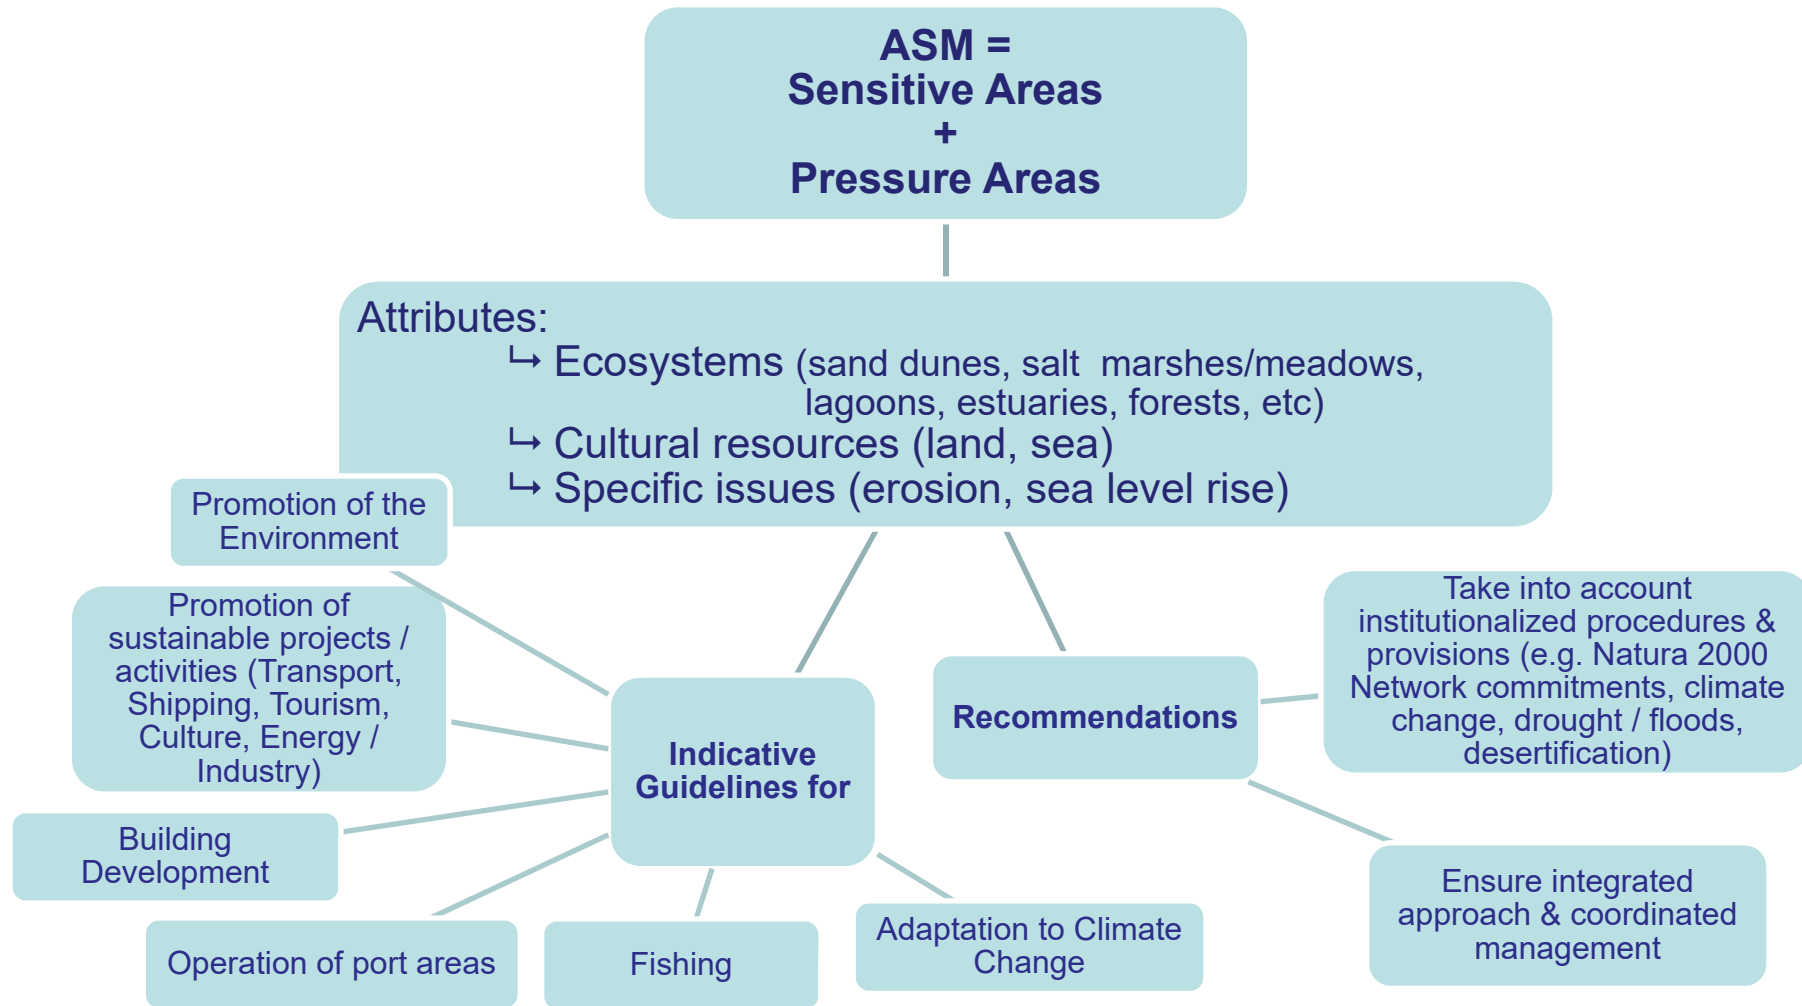 ASM =
Sensitive Areas
+
Pressure Areas
Attributes:
↳ Ecosystems (sand dunes, salt marshes/meadows,
lagoons, estuaries, forests, etc)
↳ Cultural resources (land, sea)
↳ Specific issues (erosion, sea level rise)
Promotion of the
Environment
Promotion of
sustainable projects /
activities (Transport,
Shipping, Tourism,
Culture, Energy /
Industry)
Building
Development
Operation of port areas
Fishing
Adaptation to Climate
Change
Indicative
Guidelines for
Recommendations
Take into account
institutionalized procedures &
provisions (e.g. Natura 2000
Network commitments, climate
change, drought / floods,
desertification)
Ensure integrated
approach & coordinated
management